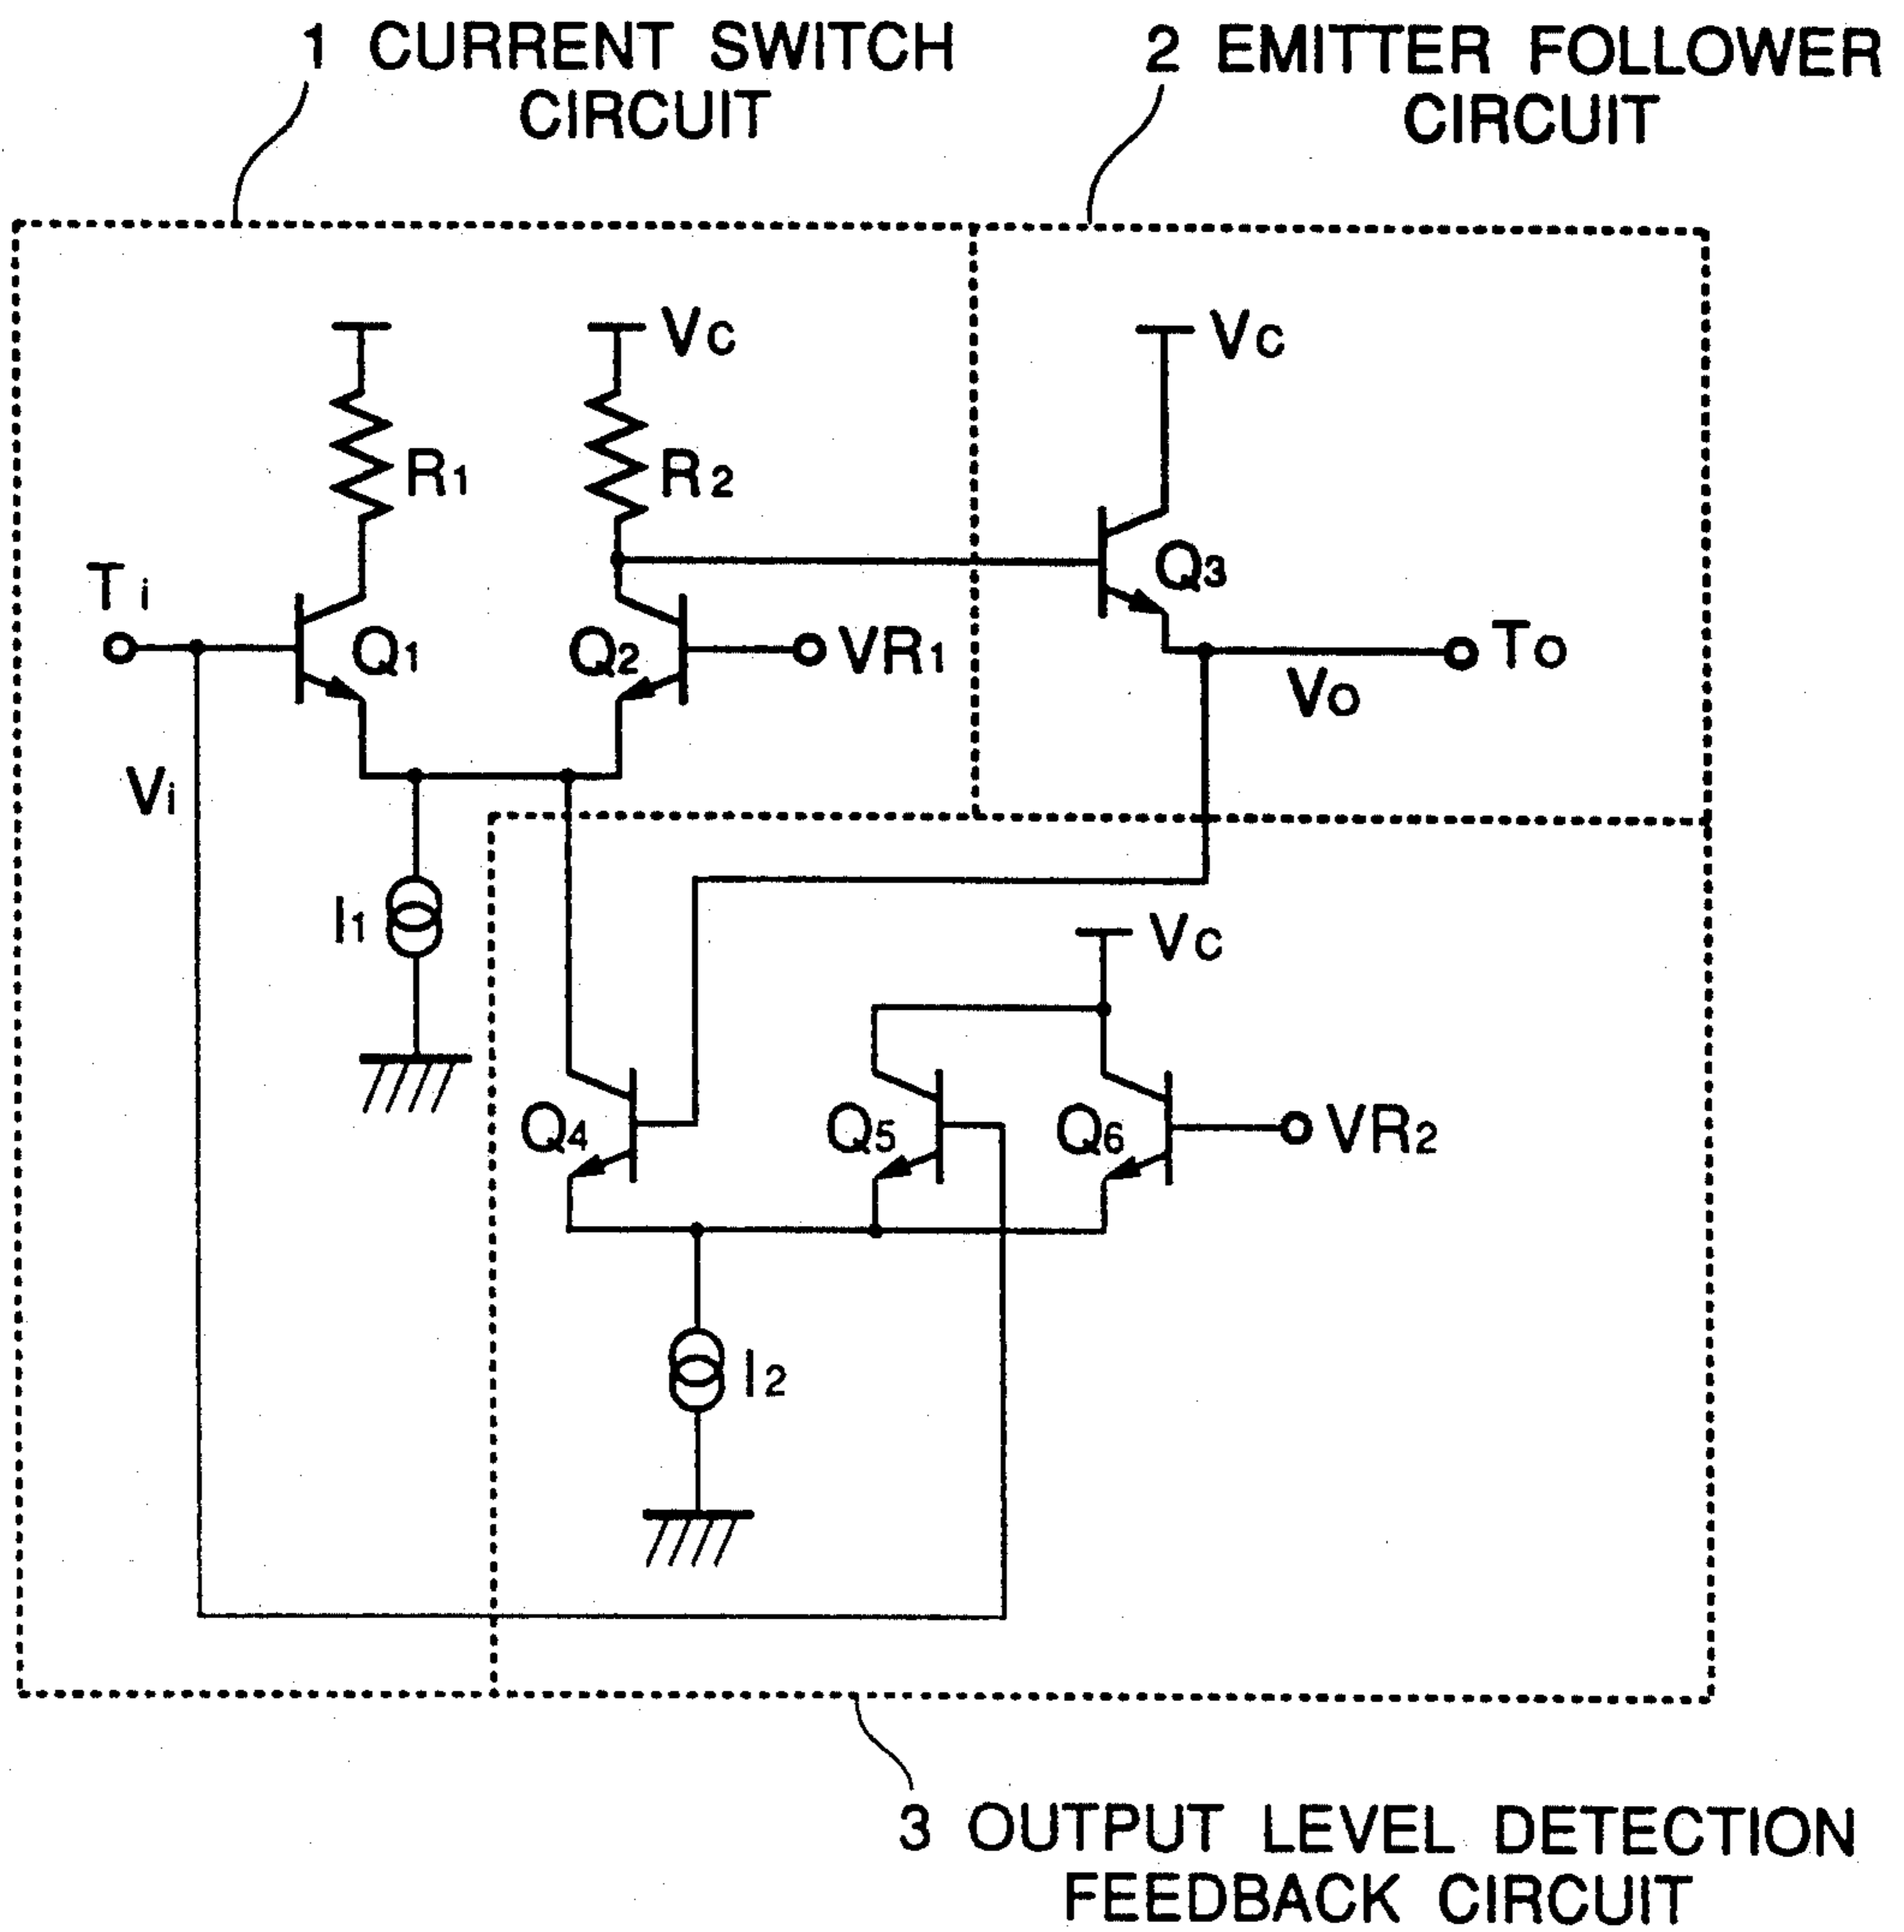 1 CURRENT SWITCH
CIRCUIT
2 EMITTER FOLLOWER
CIRCUIT
Vc
Vc
R1
R2
Q3
Ti
Q1
Q2
VR1
To
Vo
Vi
I1
Vc
Q4
Q5
Q6
VR2
I2
3 OUTPUT LEVEL DETECTION
FEEDBACK CIRCUIT